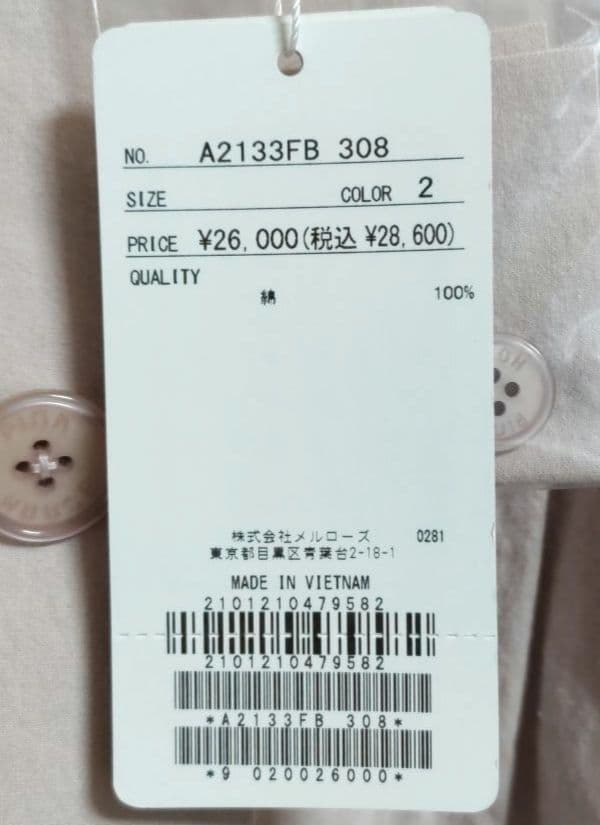 NO. A2133FB 308
SIZE COLOR 2
PRICE ¥26,000(税込 ¥28,600)
QUALITY
綿 100%
株式会社メルローズ 0281
東京都目黒区青葉台2-18-1
MADE IN VIETNAM
2101210479582
2101210479582
*A2133FB 308*
*9 020026000*